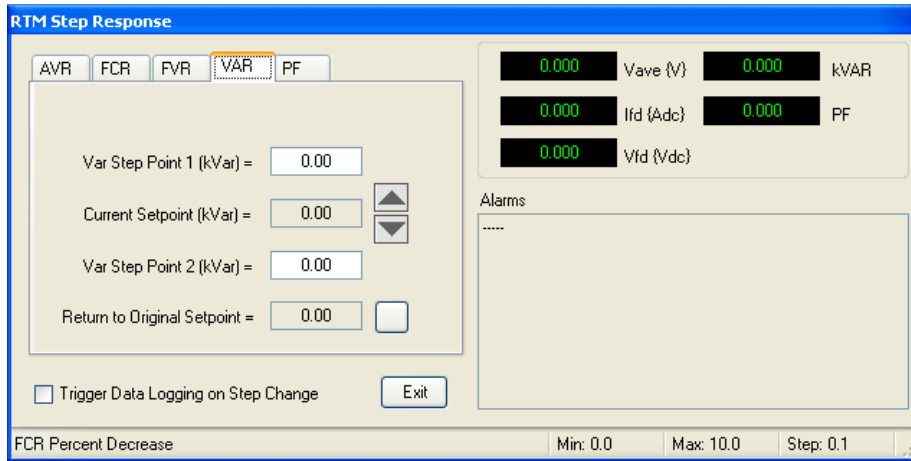 RTM Step Response
AVR FCR FVR VAR PF
Var Step Point 1 (kVar) = 0.00
Current Setpoint (kVar) = 0.00
Var Step Point 2 (kVar) = 0.00
Return to Original Setpoint = 0.00
Trigger Data Logging on Step Change Exit
0.000 Vave {V} 0.000 kVAR
0.000 Ifd {Adc} 0.000 PF
0.000 Vfd {Vdc}
Alarms
-----
FCR Percent Decrease Min: 0.0 Max: 10.0 Step: 0.1